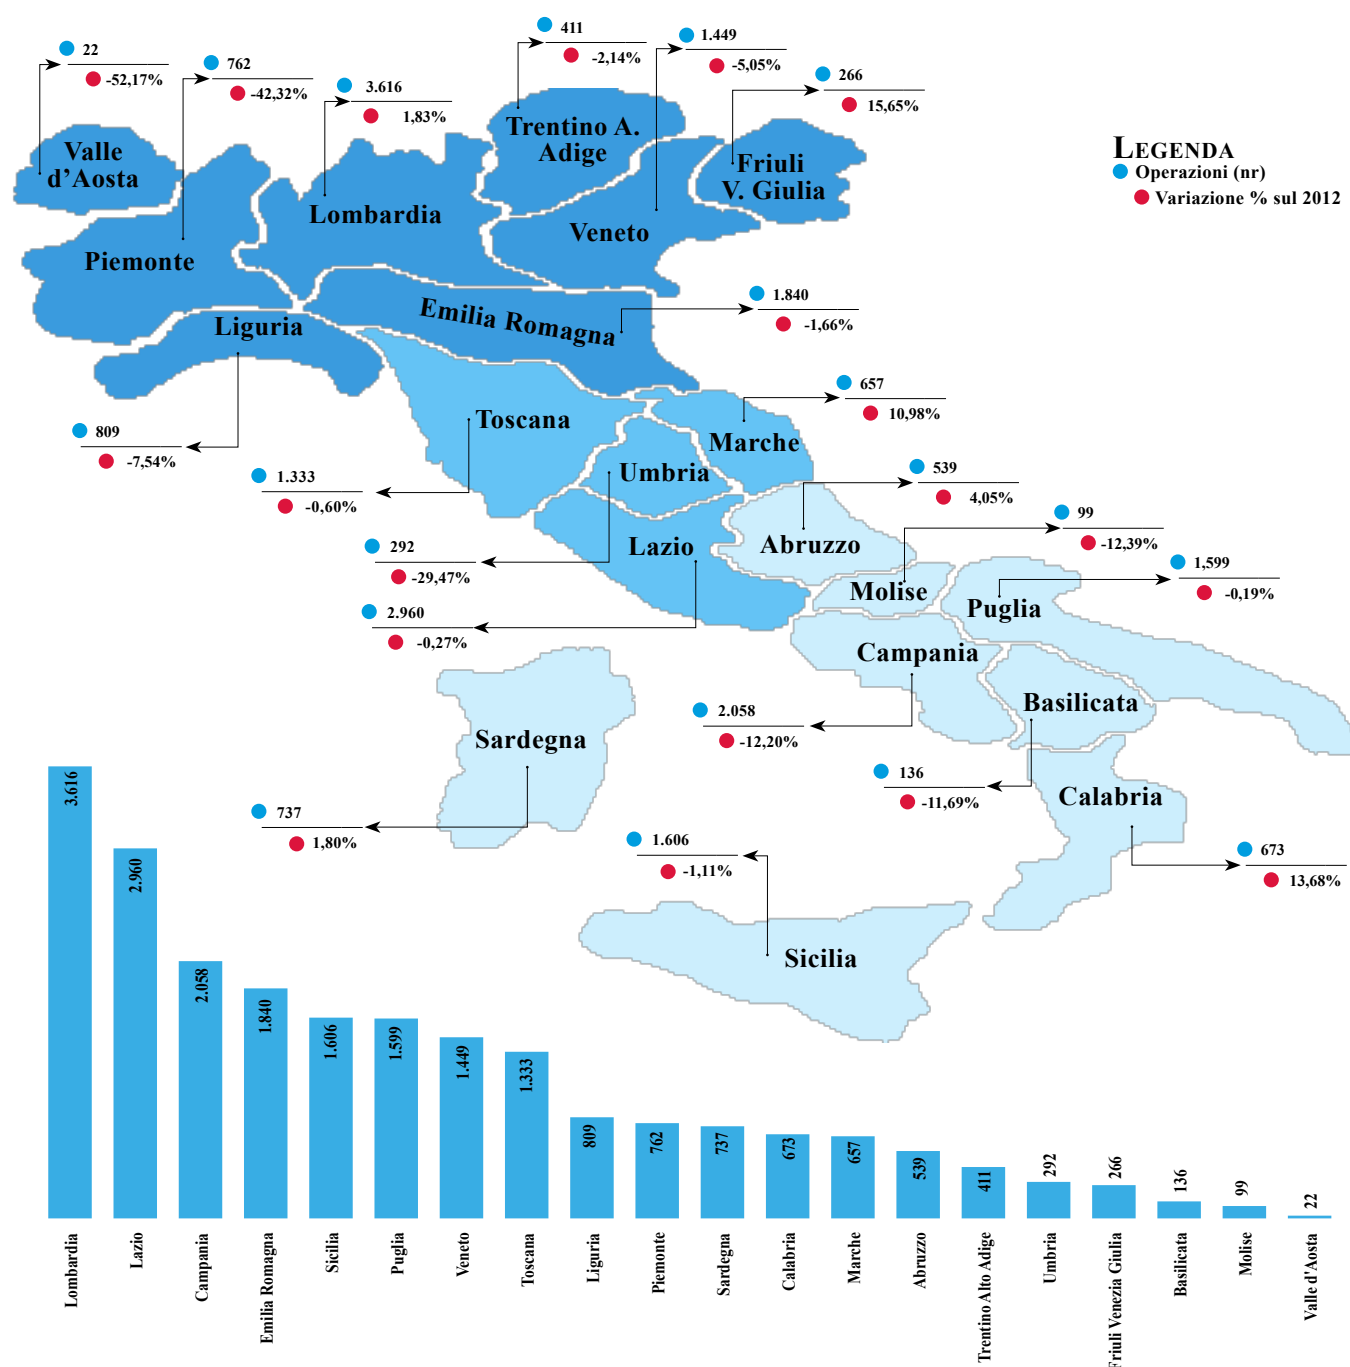 22
-52,17%
762
-42,32%
3.616
1,83%
411
-2,14%
1.449
-5,05%
266
15,65%
LEGENDA
Operazioni (nr)
Variazione % sul 2012
Valle
d'Aosta
Piemonte
Lombardia
Trentino A.
Adige
Veneto
Friuli
V. Giulia
Emilia Romagna
1.840
-1,66%
Liguria
809
-7,54%
Toscana
1.333
-0,60%
Marche
657
10,98%
Umbria
292
-29,47%
Lazio
2.960
-0,27%
Abruzzo
539
4,05%
Molise
99
-12,39%
Puglia
1,599
-0,19%
Campania
2.058
-12,20%
Basilicata
136
-11,69%
Sardegna
737
1,80%
Calabria
673
13,68%
Sicilia
1.606
-1,11%
3.616
2.960
2.058
1.840
1.606
1.599
1.449
1.333
809
762
737
673
657
539
411
292
266
136
99
22
Lombardia
Lazio
Campania
Emilia Romagna
Sicilia
Puglia
Veneto
Toscana
Liguria
Piemonte
Sardegna
Calabria
Marche
Abruzzo
Trentino Alto Adige
Umbria
Friuli Venezia Giulia
Basilicata
Molise
Valle d'Aosta